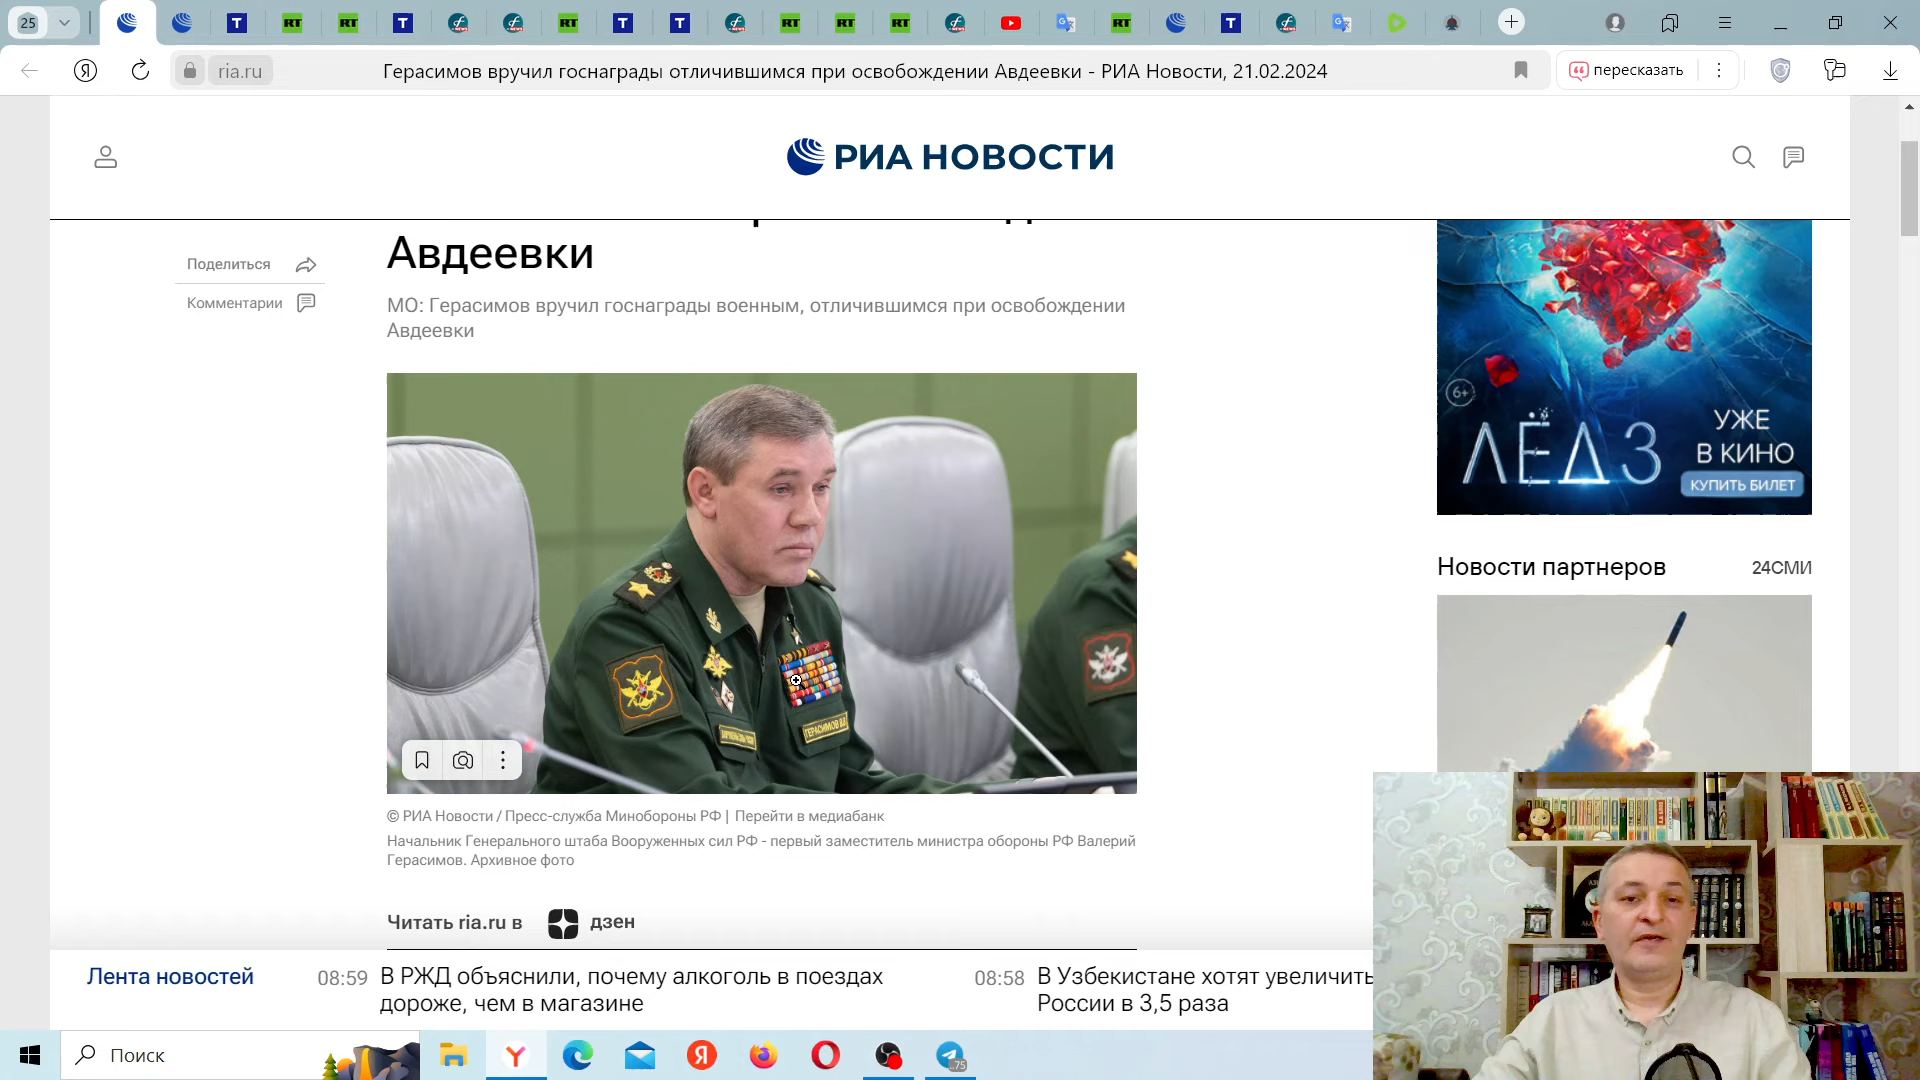 25
ria.ru
Герасимов вручил госнаграды отличившимся при освобождении Авдеевки - РИА Новости, 21.02.2024
пересказать
РИА НОВОСТИ
Авдеевки
Поделиться
Комментарии
МО: Герасимов вручил госнаграды военным, отличившимся при освобождении
Авдеевки
ГЕРАСИМОВ В.В.
6+
ЛЁД 3
УЖЕ
В КИНО
КУПИТЬ БИЛЕТ
Новости партнеров
24СМИ
© РИА Новости / Пресс-служба Минобороны РФ | Перейти в медиабанк
Начальник Генерального штаба Вооруженных сил РФ - первый заместитель министра обороны РФ Валерий
Герасимов. Архивное фото
Читать ria.ru в дзен
Лента новостей
08:59
В РЖД объяснили, почему алкоголь в поездах
дороже, чем в магазине
08:58
В Узбекистане хотят увеличить
России в 3,5 раза
Поиск
75